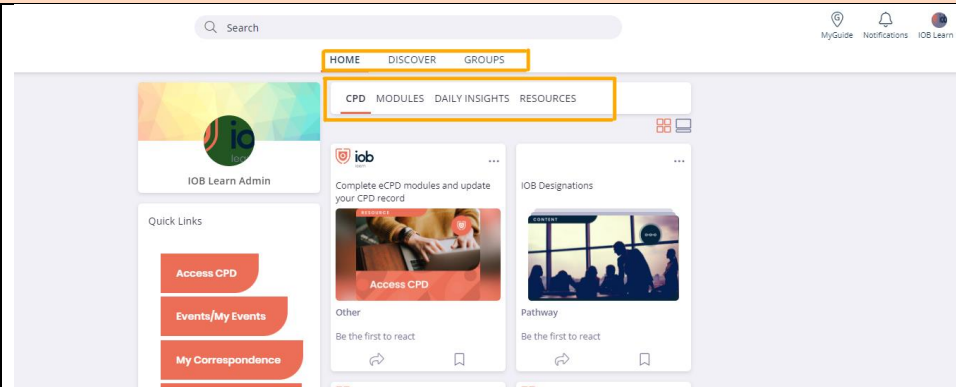 Search
MyGuide Notifications IOB Learn
HOME DISCOVER GROUPS
CPD MODULES DAILY INSIGHTS RESOURCES
iob
IOB Learn Admin
Quick Links
Access CPD
Events/My Events
My Correspondence
iob
Complete eCPD modules and update
your CPD record
RESOURCE
Access CPD
Other
Be the first to react
IOB Designations
CONTENT
Pathway
Be the first to react